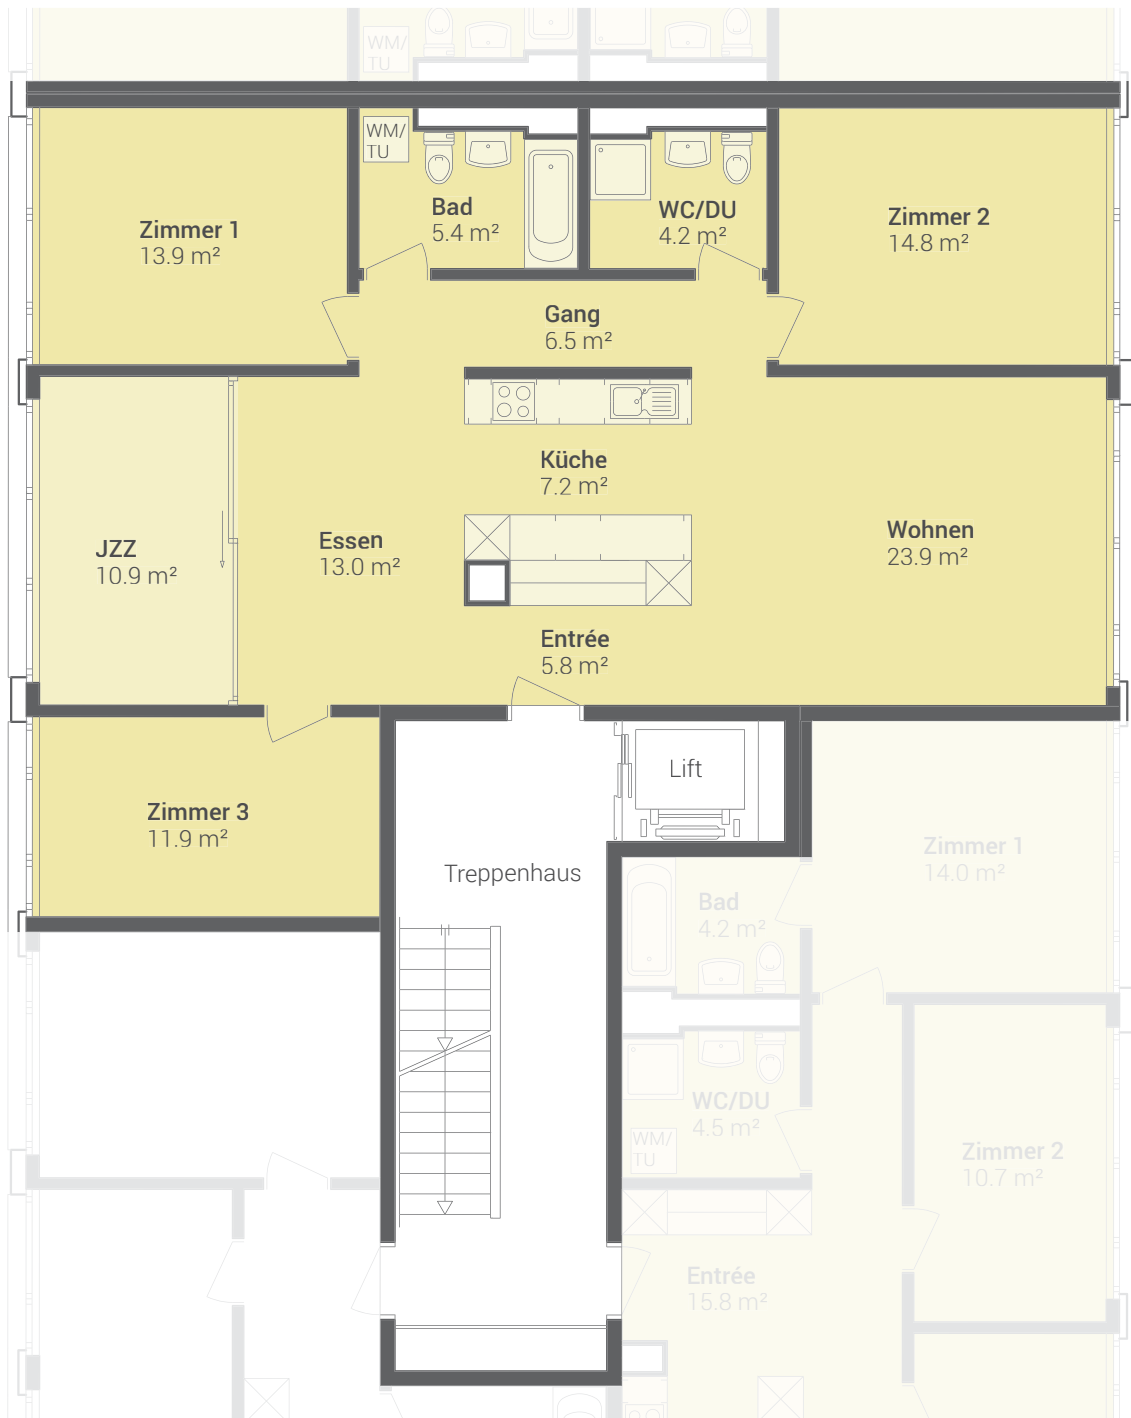 WM/
TU
WM/
TU
Zimmer 1
13.9 m²
Bad
5.4 m²
WC/DU
4.2 m²
Zimmer 2
14.8 m²
Gang
6.5 m²
Küche
7.2 m²
JZZ
10.9 m²
Essen
13.0 m²
Wohnen
23.9 m²
Entrée
5.8 m²
Lift
Zimmer 3
11.9 m²
Treppenhaus
Zimmer 1
14.0 m²
Bad
4.2 m²
WC/DU
4.5 m²
WM/
TU
Zimmer 2
10.7 m²
Entrée
15.8 m²